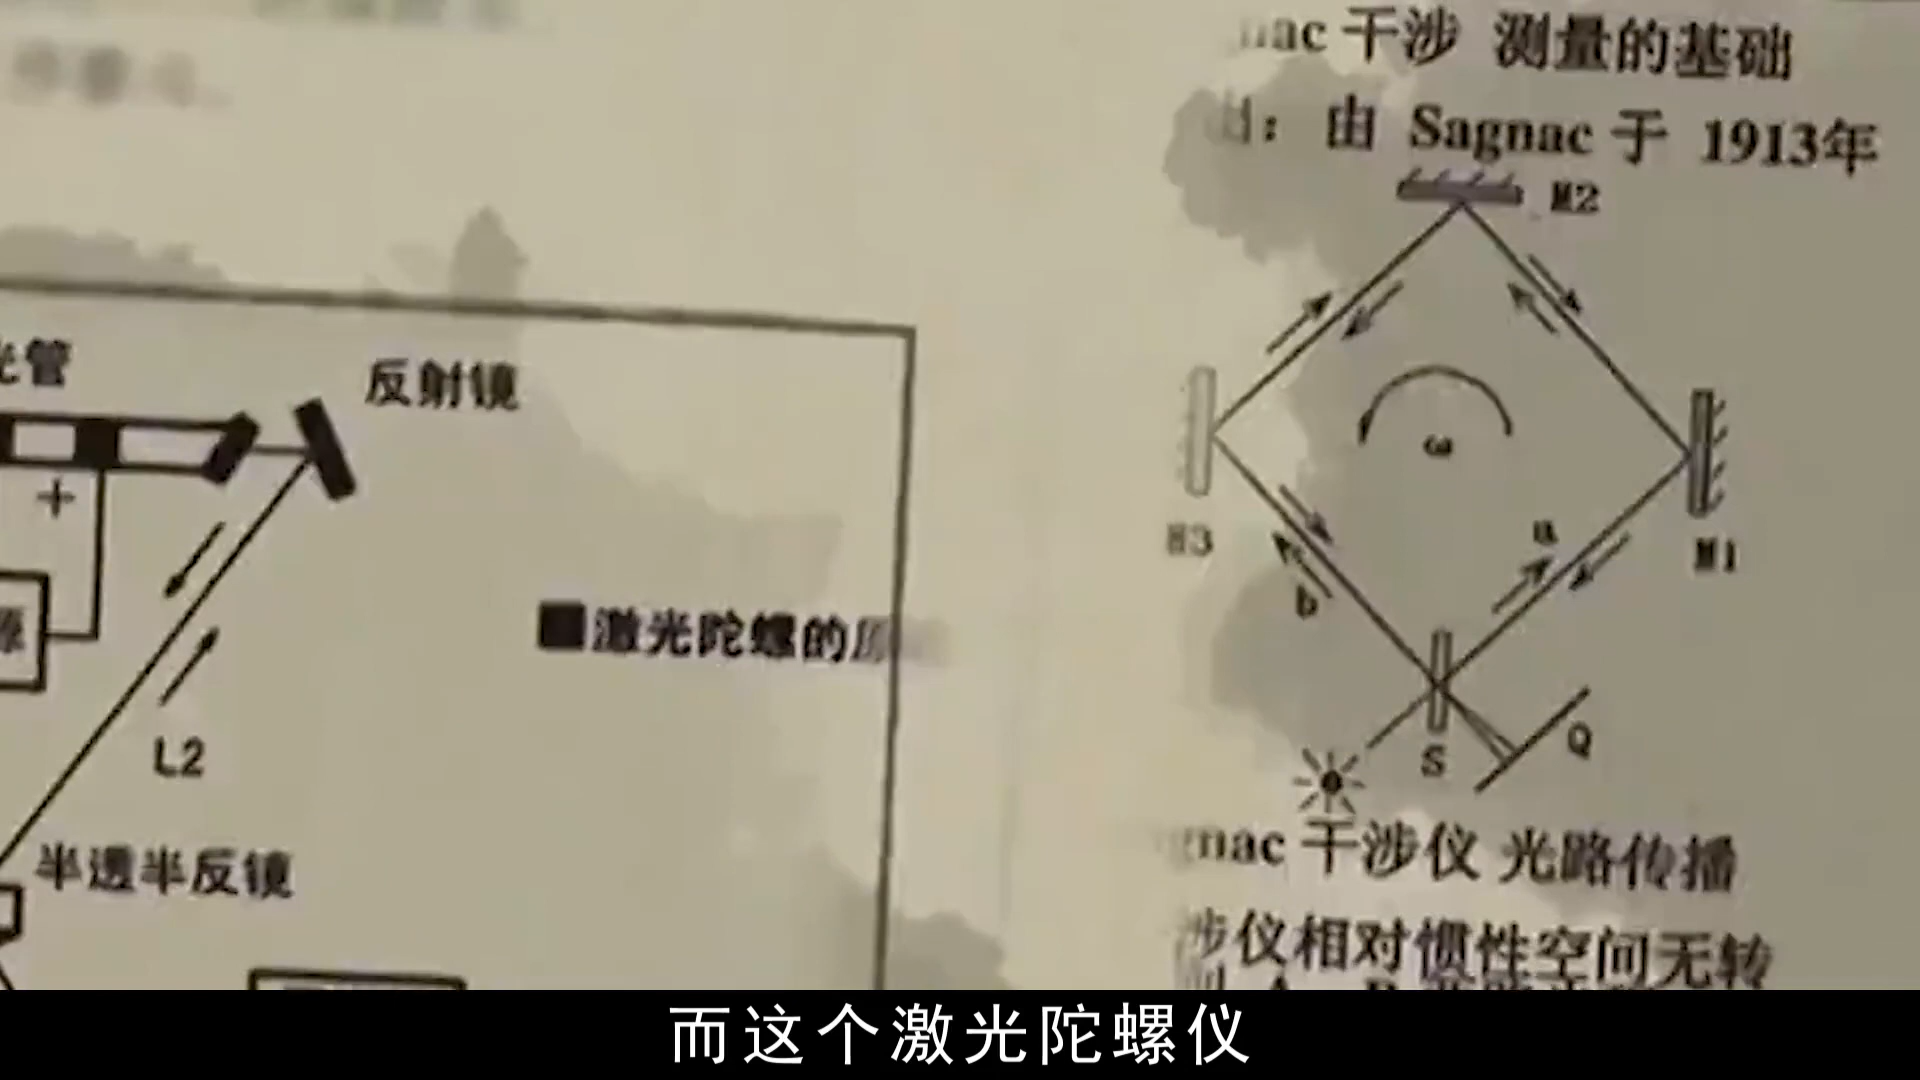 nac 干涉 测量的基础
: 由 Sagnac 于 1913年
M2
光管
反射镜
+
ω
M3
M1
a
b
源
■激光陀螺的原
L2
S
Q
半透半反镜
gnac 干涉仪 光路传播
涉仪相对惯性空间无转
而这个激光陀螺仪